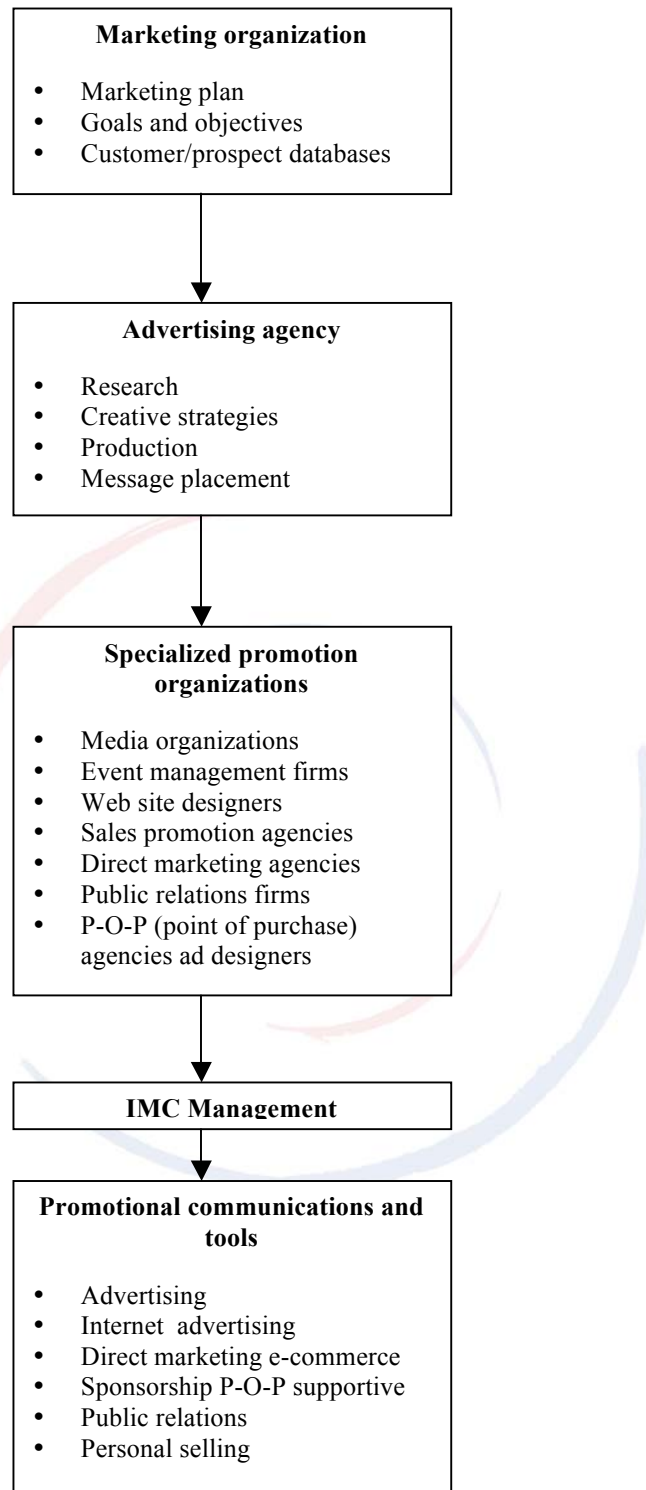 Marketing organization
• Marketing plan
• Goals and objectives
• Customer/prospect databases
Advertising agency
• Research
• Creative strategies
• Production
• Message placement
Specialized promotion
organizations
• Media organizations
• Event management firms
• Web site designers
• Sales promotion agencies
• Direct marketing agencies
• Public relations firms
• P-O-P (point of purchase)
agencies ad designers
IMC Management
Promotional communications and
tools
• Advertising
• Internet advertising
• Direct marketing e-commerce
• Sponsorship P-O-P supportive
• Public relations
• Personal selling